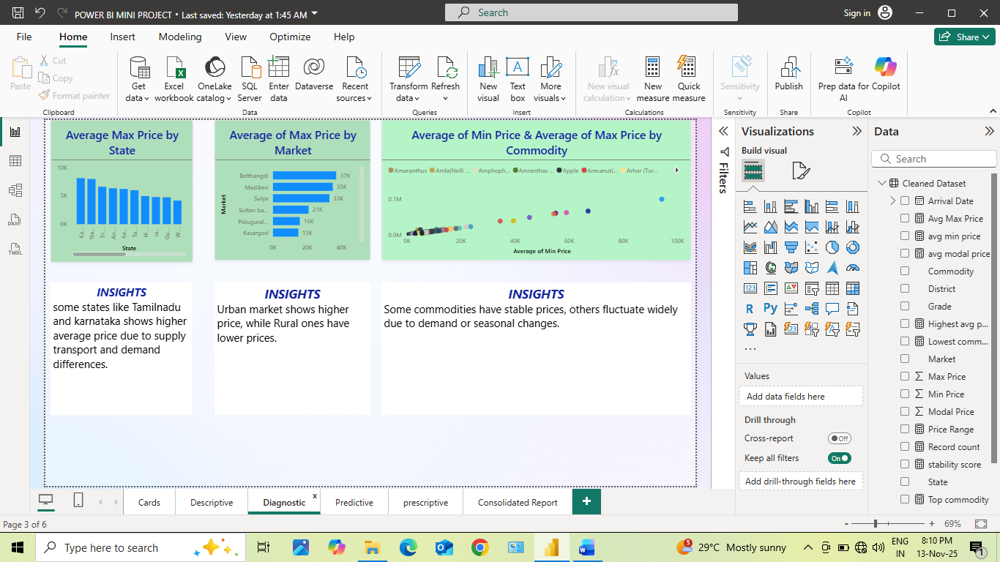 POWER BI MINI PROJECT • Last saved: Yesterday at 1:45 AM
Search
Sign in
File
Home
Insert
Modeling
View
Optimize
Help
Share
Paste
Cut
Copy
Format painter
Clipboard
Get data
Excel workbook
OneLake catalog
SQL Server
Enter data
Dataverse
Recent sources
Data
Transform data
Refresh
Queries
New visual
Text box
More visuals
Insert
New visual calculation
New measure
Quick measure
Calculations
Sensitivity
Sensitivity
Publish
Share
Prep data for AI
Copilot
Copilot
Average Max Price by
State
10K
5K
0K
Ka...
Na...
Tri...
An...
Ke...
Ta...
Hi...
Ja...
Gu...
W...
State
Average of Max Price by
Market
Market
Belthangdi
37K
Madikeri
35K
Sulya
33K
Sultan ba...
21K
Pidugural...
16K
Kasargod
15K
0K
20K
40K
Average of Min Price & Average of Max Price by
Commodity
Amaranthus
Amla(Nelli ...
Amphoph...
Amranthas ...
Apple
Arecanut(...
Arhar (Tur...
0.1M
0.0M
0K
20K
40K
60K
80K
100K
Average of Min Price
INSIGHTS
some states like Tamilnadu
and karnataka shows higher
average price due to supply
transport and demand
differences.
INSIGHTS
Urban market shows higher
price, while Rural ones have
lower prices.
INSIGHTS
Some commodities have stable prices, others fluctuate widely
due to demand or seasonal changes.
Filters
Visualizations
Build visual
Values
Add data fields here
Drill through
Cross-report
Off
Keep all filters
On
Add drill-through fields here
Data
Search
Cleaned Dataset
Arrival Date
Avg Max Price
avg min price
avg modal price
Commodity
District
Grade
Highest avg p...
Lowest comm...
Market
Max Price
Min Price
Modal Price
Price Range
Record count
stability score
State
Top commodity
DAX
TMDL
Cards
Descriptive
Diagnostic
x
Predictive
prescriptive
Consolidated Report
+
Page 3 of 6
- + 69%
Type here to search
5
29°C Mostly sunny
ENG
IN
8:10 PM
13-Nov-25
1